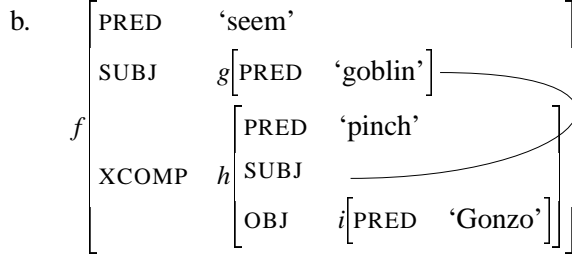 b. PRED ‘seem’
SUBJ g[PRED ‘goblin’]
PRED ‘pinch’
f XCOMP h SUBJ
OBJ i[PRED ‘Gonzo’]